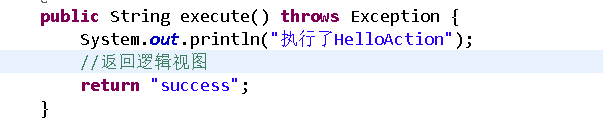 public String execute() throws Exception {
System.out.println("执行了HelloAction");
//返回逻辑视图
return "success";
}